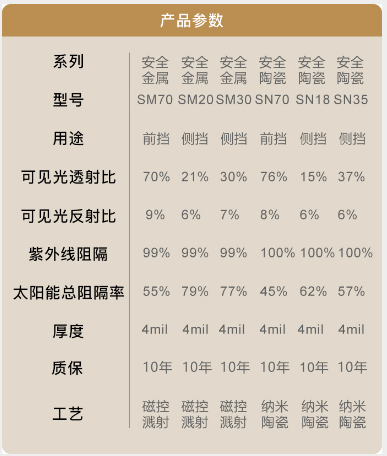 产品参数
系列 安全 安全 安全 安全 安全 安全
金属 金属 金属 陶瓷 陶瓷 陶瓷
型号 SM70 SM20 SM30 SN70 SN18 SN35
用途 前挡 侧挡 侧挡 前挡 侧挡 侧挡
可见光透射比 70% 21% 30% 76% 15% 37%
可见光反射比 9% 6% 7% 8% 6% 6%
紫外线阻隔 99% 99% 99% 100% 100% 100%
太阳能总阻隔率 55% 79% 77% 45% 62% 57%
厚度 4mil 4mil 4mil 4mil 4mil 4mil
质保 10年 10年 10年 10年 10年 10年
工艺 磁控 磁控 磁控 纳米 纳米 纳米
溅射 溅射 溅射 陶瓷 陶瓷 陶瓷